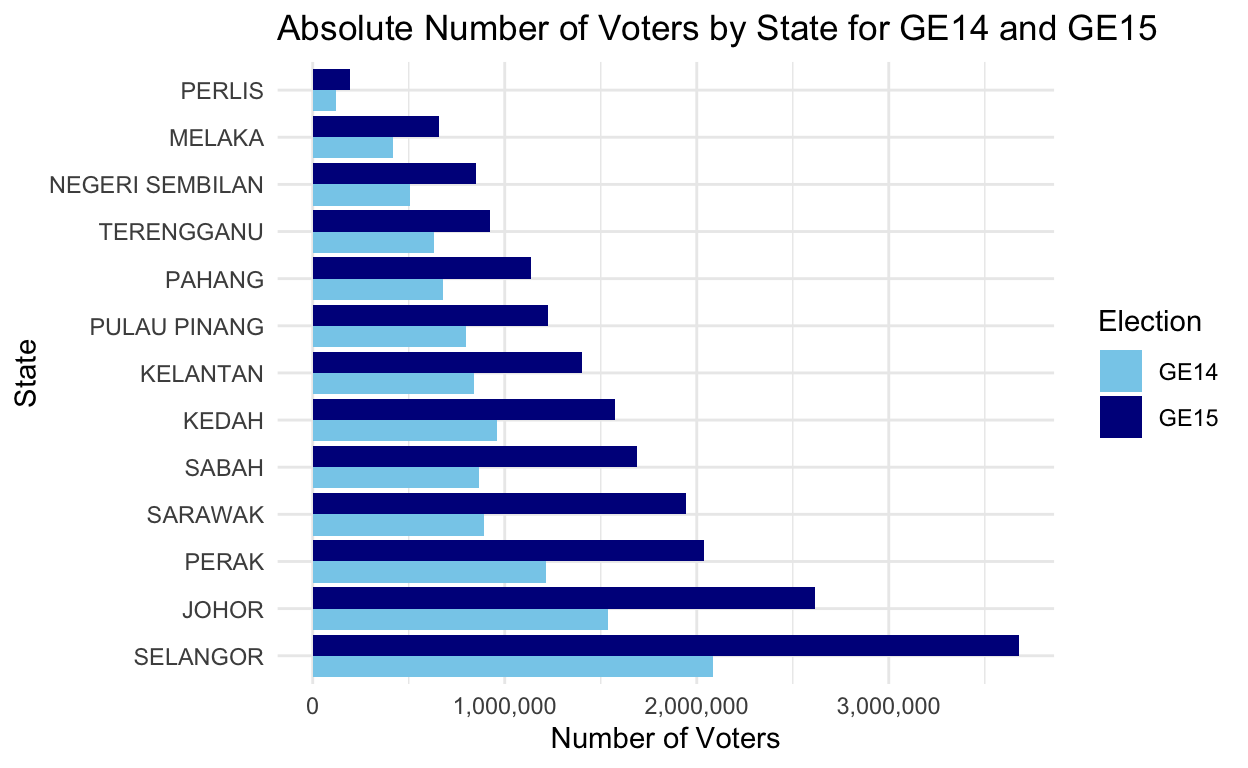 Absolute Number of Voters by State for GE14 and GE15
PERLIS
MELAKA
NEGERI SEMBILAN
TERENGGANU
PAHANG
PULAU PINANG
KELANTAN
KEDAH
SABAH
SARAWAK
PERAK
JOHOR
SELANGOR
State
0 1,000,000 2,000,000 3,000,000
Number of Voters
Election
GE14
GE15